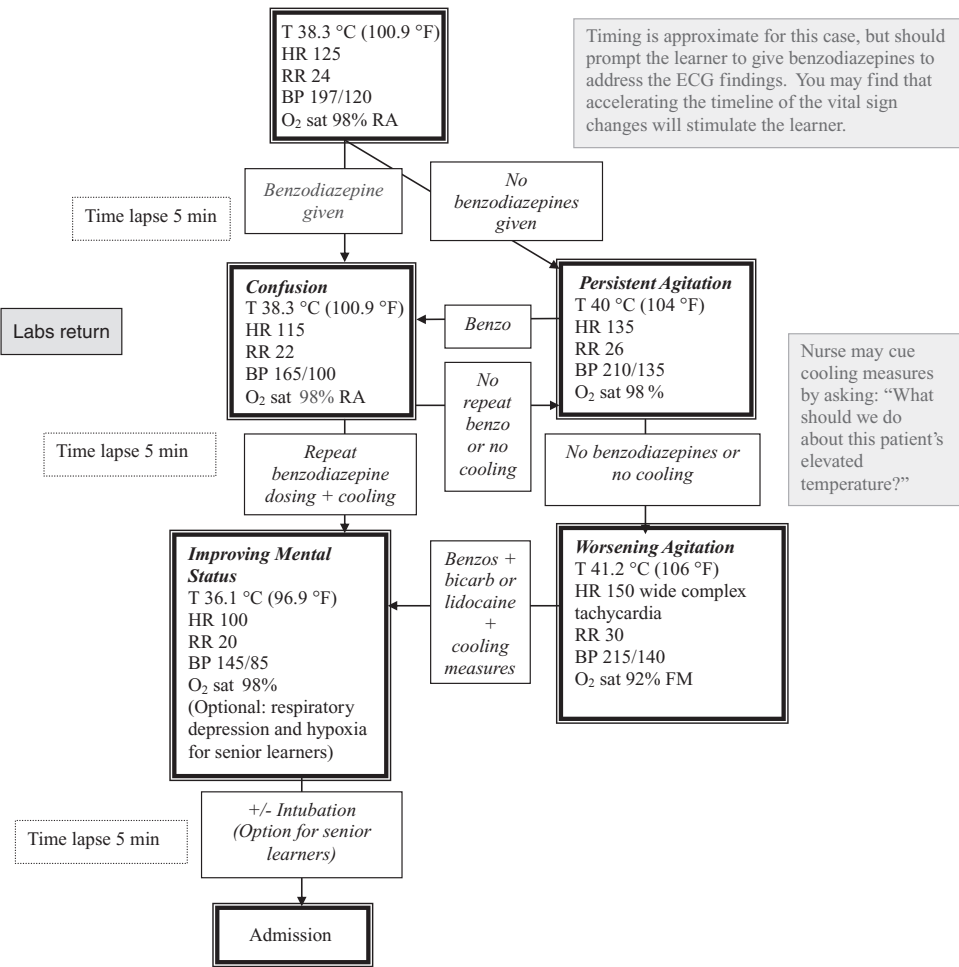 T 38.3 °C (100.9 °F)
HR 125
RR 24
BP 197/120
O₂ sat 98% RA
Timing is approximate for this case, but should
prompt the learner to give benzodiazepines to
address the ECG findings. You may find that
accelerating the timeline of the vital sign
changes will stimulate the learner.
Benzodiazepine
given
No
benzodiazepines
given
Time lapse 5 min
Confusion
T 38.3 °C (100.9 °F)
HR 115
RR 22
BP 165/100
O₂ sat 98% RA
Benzo
Persistent Agitation
T 40 °C (104 °F)
HR 135
RR 26
BP 210/135
O₂ sat 98 %
Labs return
No
repeat
benzo
or no
cooling
Nurse may cue
cooling measures
by asking: “What
should we do
about this patient’s
elevated
temperature?”
Time lapse 5 min
Repeat
benzodiazepine
dosing + cooling
No benzodiazepines or
no cooling
Improving Mental
Status
T 36.1 °C (96.9 °F)
HR 100
RR 20
BP 145/85
O₂ sat 98%
(Optional: respiratory
depression and hypoxia
for senior learners)
Benzos +
bicarb or
lidocaine
+
cooling
measures
Worsening Agitation
T 41.2 °C (106 °F)
HR 150 wide complex
tachycardia
RR 30
BP 215/140
O₂ sat 92% FM
+/- Intubation
(Option for senior
learners)
Time lapse 5 min
Admission